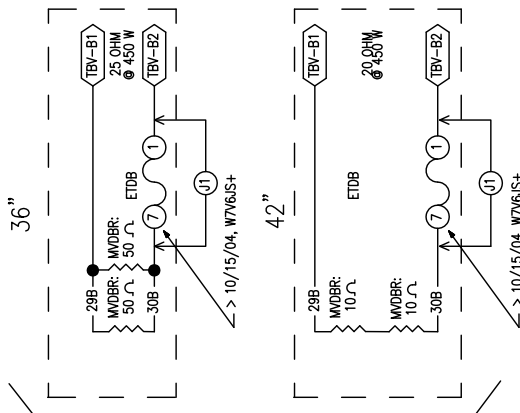 36"
TBV-B1
25 OHM
@ 450 W
TBV-B2
ETDB
1
7
J1
MVDBR:
50 Ω
MVDBR:
50 Ω
29B
30B
> 10/15/04, W7V6JS+
42"
TBV-B1
20 OHM
@ 450 W
TBV-B2
ETDB
1
7
J1
29B
MVDBR:
10 Ω
MVDBR:
10 Ω
30B
> 10/15/04, W7V6JS+